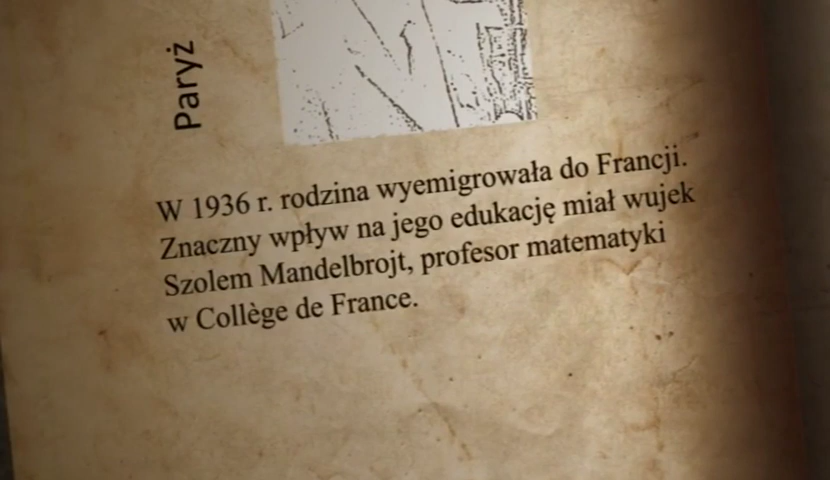 Paryż
W 1936 r. rodzina wyemigrowała do Francji.
Znaczny wpływ na jego edukację miał wujek
Szolem Mandelbrojt, profesor matematyki
w Collège de France.